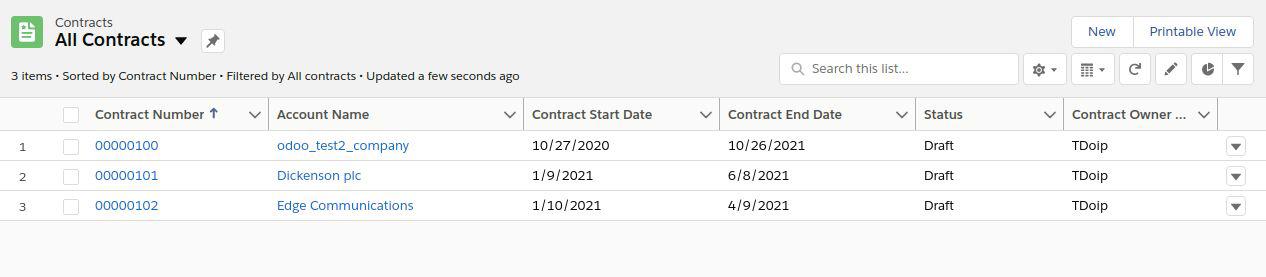 Contracts
All Contracts
New Printable View
3 items • Sorted by Contract Number • Filtered by All contracts • Updated a few seconds ago
Search this list...
Contract Number Account Name Contract Start Date Contract End Date Status Contract Owner ...
1 00000100 odoo_test2_company 10/27/2020 10/26/2021 Draft TDoip
2 00000101 Dickenson plc 1/9/2021 6/8/2021 Draft TDoip
3 00000102 Edge Communications 1/10/2021 4/9/2021 Draft TDoip